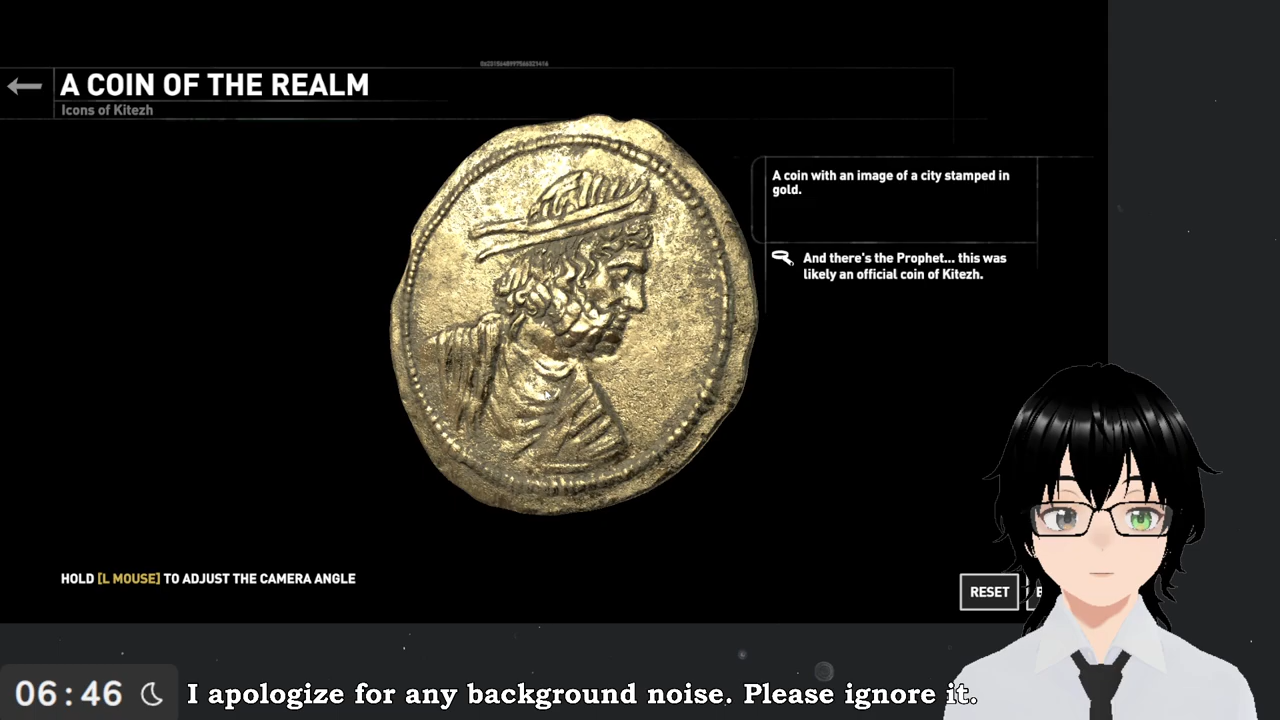 A COIN OF THE REALM
Icons of Kitezh
A coin with an image of a city stamped in
gold.
And there's the Prophet... this was
likely an official coin of Kitezh.
HOLD [L MOUSE] TO ADJUST THE CAMERA ANGLE
RESET
06:46
I apologize for any background noise. Please ignore it.